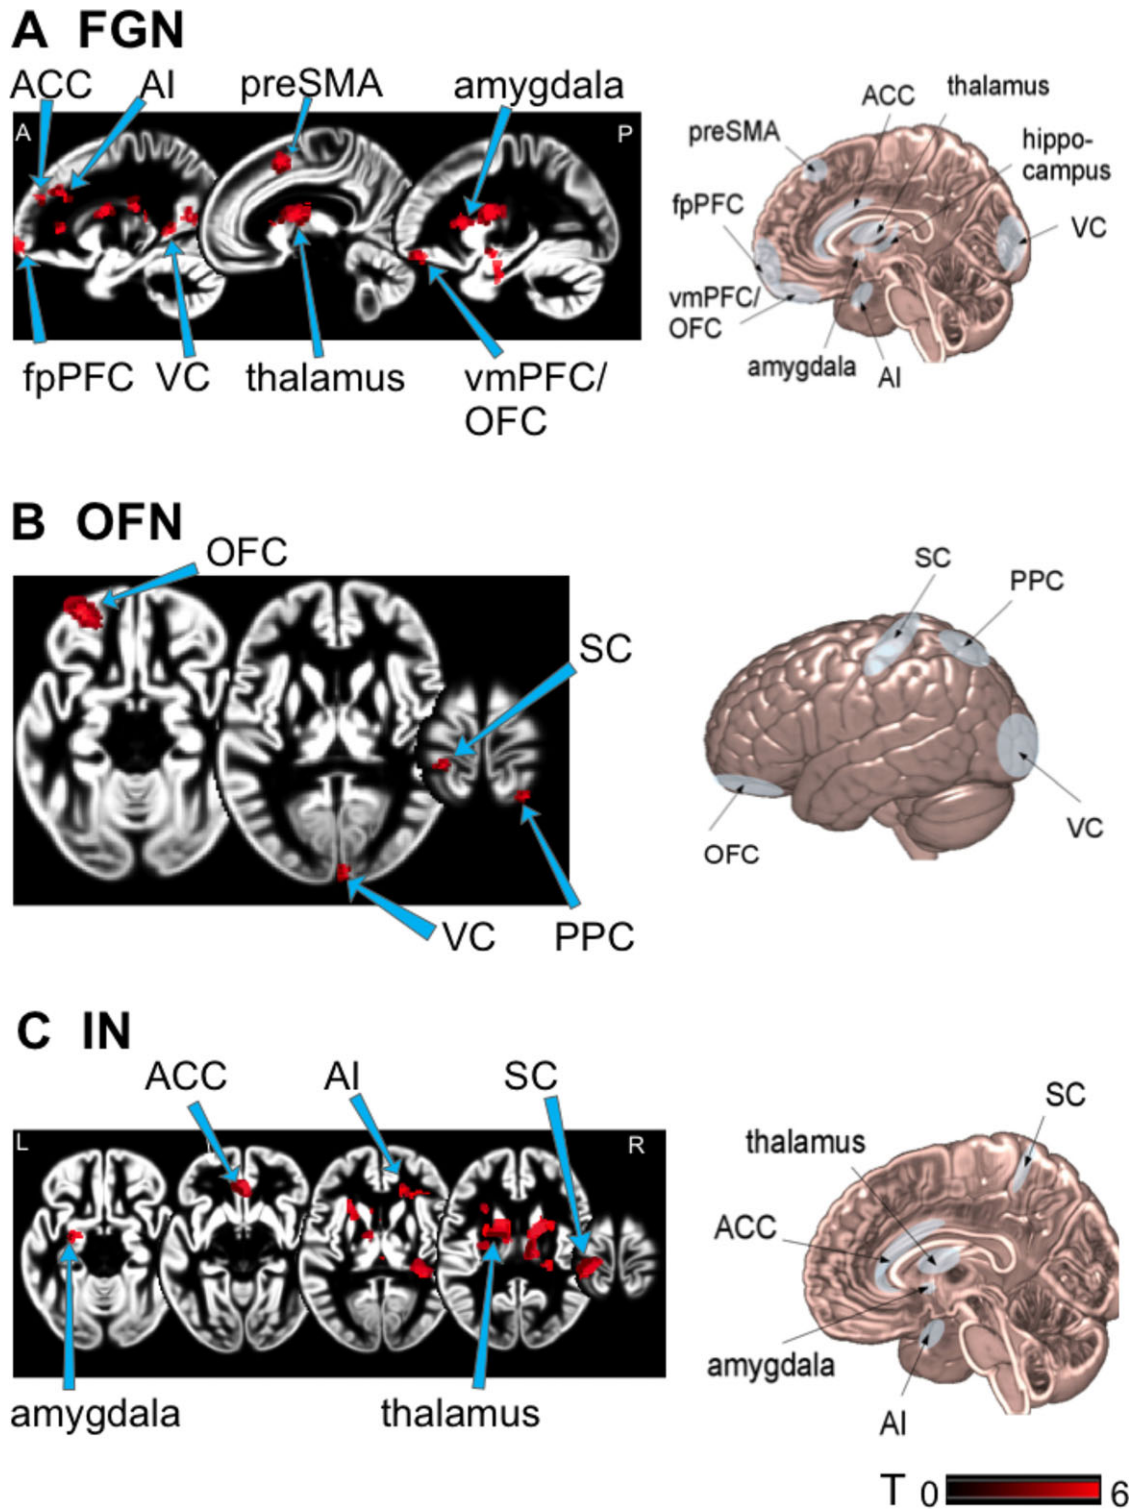 A FGN
ACC AI preSMA amygdala
A P
fpPFC VC thalamus vmPFC/
OFC
ACC thalamus
preSMA
hippo-
campus
fpPFC
VC
vmPFC/
OFC
amygdala AI
B OFN
OFC
SC
VC PPC
SC
PPC
OFC
VC
C IN
ACC AI SC
L R
amygdala thalamus
SC
thalamus
ACC
amygdala
AI
T 0 6